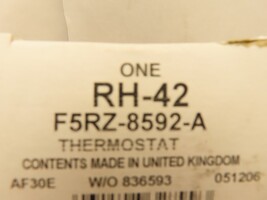 ONE
RH-42
F5RZ-8592-A
THERMOSTAT
CONTENTS MADE IN UNITED KINGDOM
AF30E W/O 836593 051206